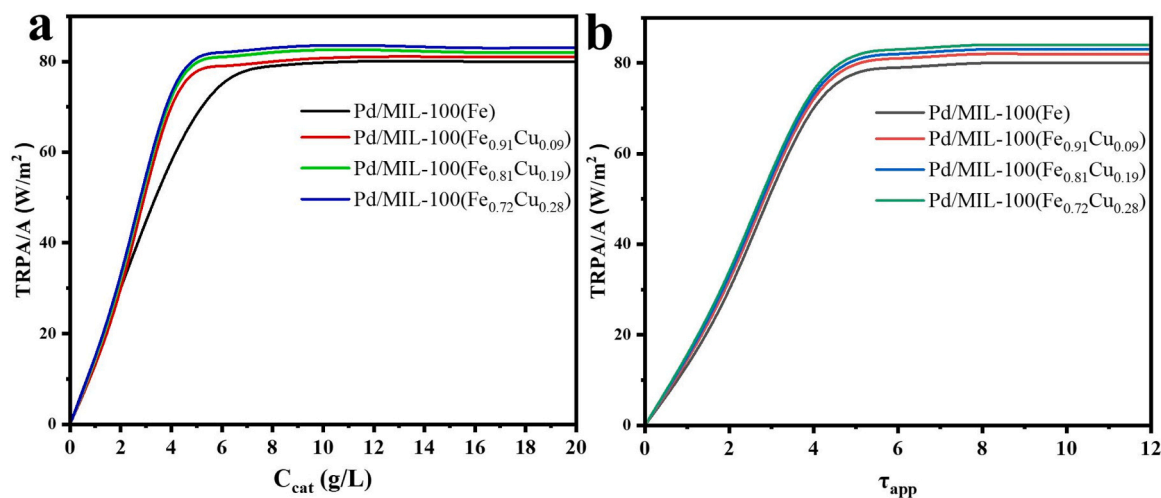 a
TRPA/A (W/m²)
80
60
40
20
0
Pd/MIL-100(Fe)
Pd/MIL-100(Fe₀.₉₁Cu₀.₀₉)
Pd/MIL-100(Fe₀.₈₁Cu₀.₁₉)
Pd/MIL-100(Fe₀.₇₂Cu₀.₂₈)
0 2 4 6 8 10 12 14 16 18 20
C_cat (g/L)
b
TRPA/A (W/m²)
80
60
40
20
0
Pd/MIL-100(Fe)
Pd/MIL-100(Fe₀.₉₁Cu₀.₀₉)
Pd/MIL-100(Fe₀.₈₁Cu₀.₁₉)
Pd/MIL-100(Fe₀.₇₂Cu₀.₂₈)
0 2 4 6 8 10 12
τ_app